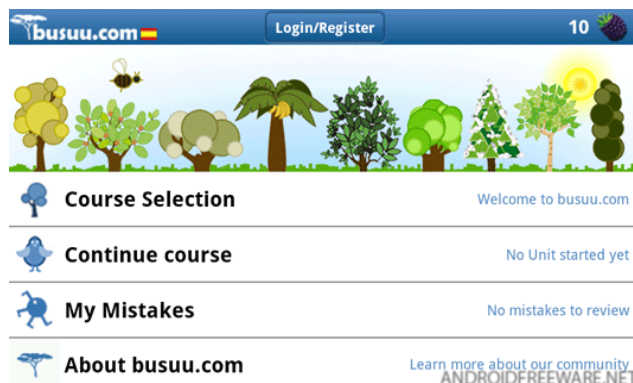 busuu.com
Login/Register
10
Course Selection
Welcome to busuu.com
Continue course
No Unit started yet
My Mistakes
No mistakes to review
About busuu.com
Learn more about our community
ANDROIDFREEWARE.NET